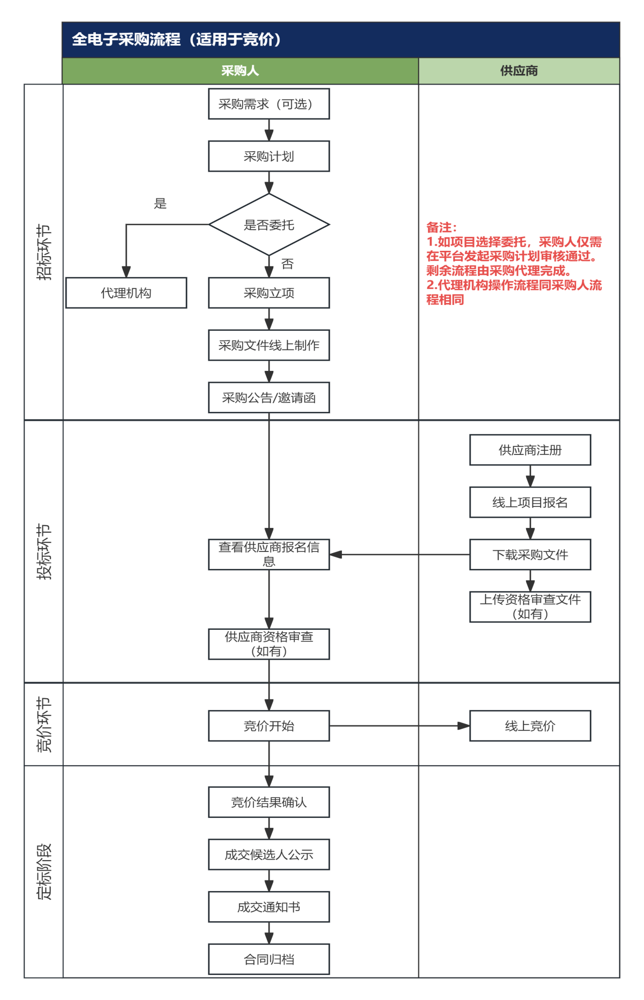 全电子采购流程（适用于竞价）
采购人
供应商
招标环节
采购需求（可选）
采购计划
是
是否委托
否
代理机构
采购立项
采购文件线上制作
采购公告/邀请函
备注：
1.如项目选择委托，采购人仅需
在平台发起采购计划审核通过。
剩余流程由采购代理完成。
2.代理机构操作流程同采购人流
程相同
投标环节
供应商注册
线上项目报名
查看供应商报名信
息
下载采购文件
上传资格审查文件
（如有）
供应商资格审查
（如有）
竞价环节
竞价开始
线上竞价
定标阶段
竞价结果确认
成交候选人公示
成交通知书
合同归档